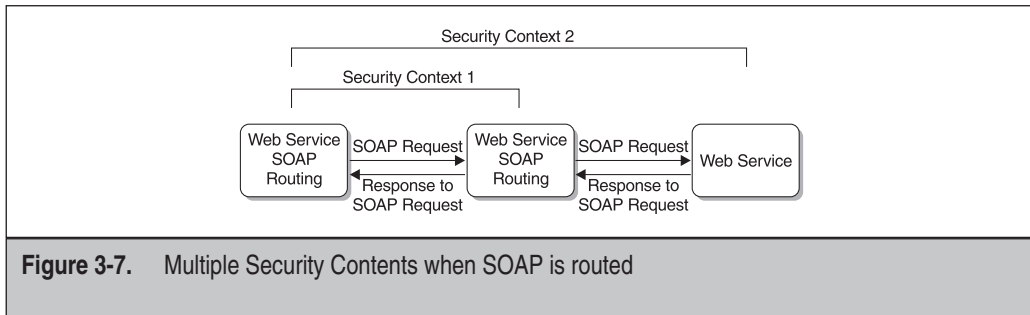 Security Context 2
Security Context 1
Web Service
SOAP
Routing
SOAP Request
Response to
SOAP Request
Web Service
SOAP
Routing
SOAP Request
Response to
SOAP Request
Web Service
Figure 3-7. Multiple Security Contents when SOAP is routed